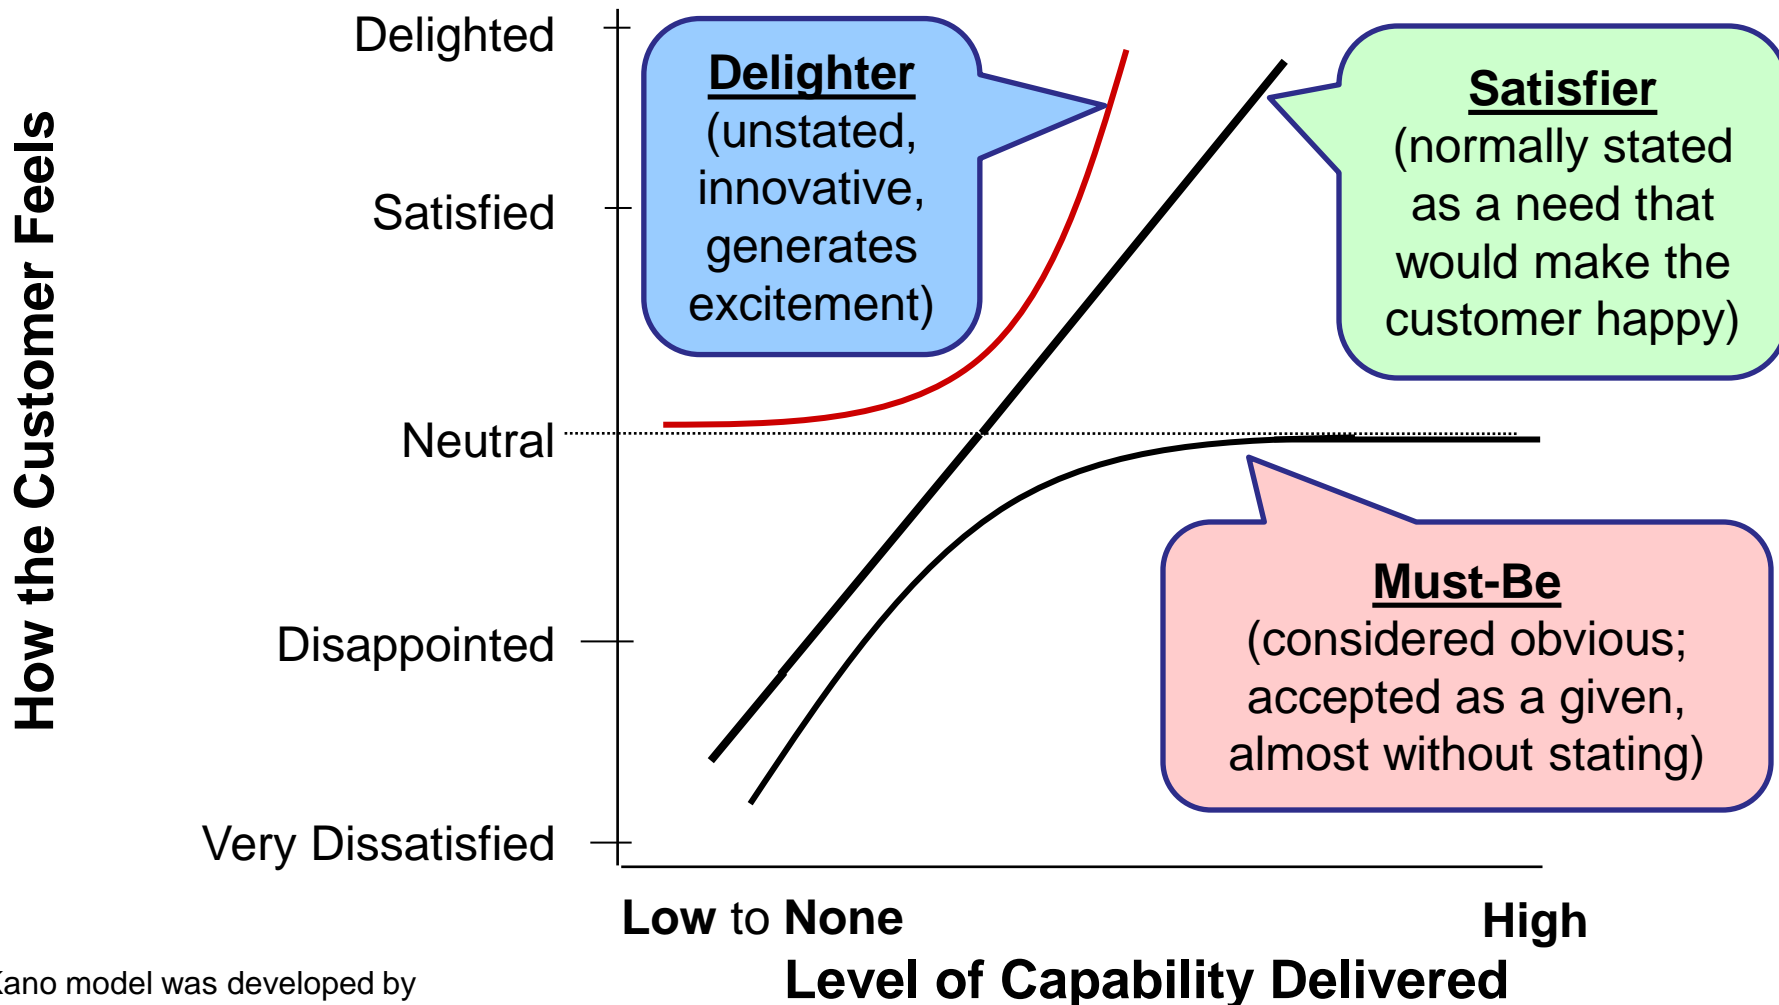 How the Customer Feels
Delighted
Satisfied
Neutral
Disappointed
Very Dissatisfied
Delighter
(unstated,
innovative,
generates
excitement)
Satisfier
(normally stated
as a need that
would make the
customer happy)
Must-Be
(considered obvious;
accepted as a given,
almost without stating)
Low to None
High
Level of Capability Delivered
Kano model was developed by